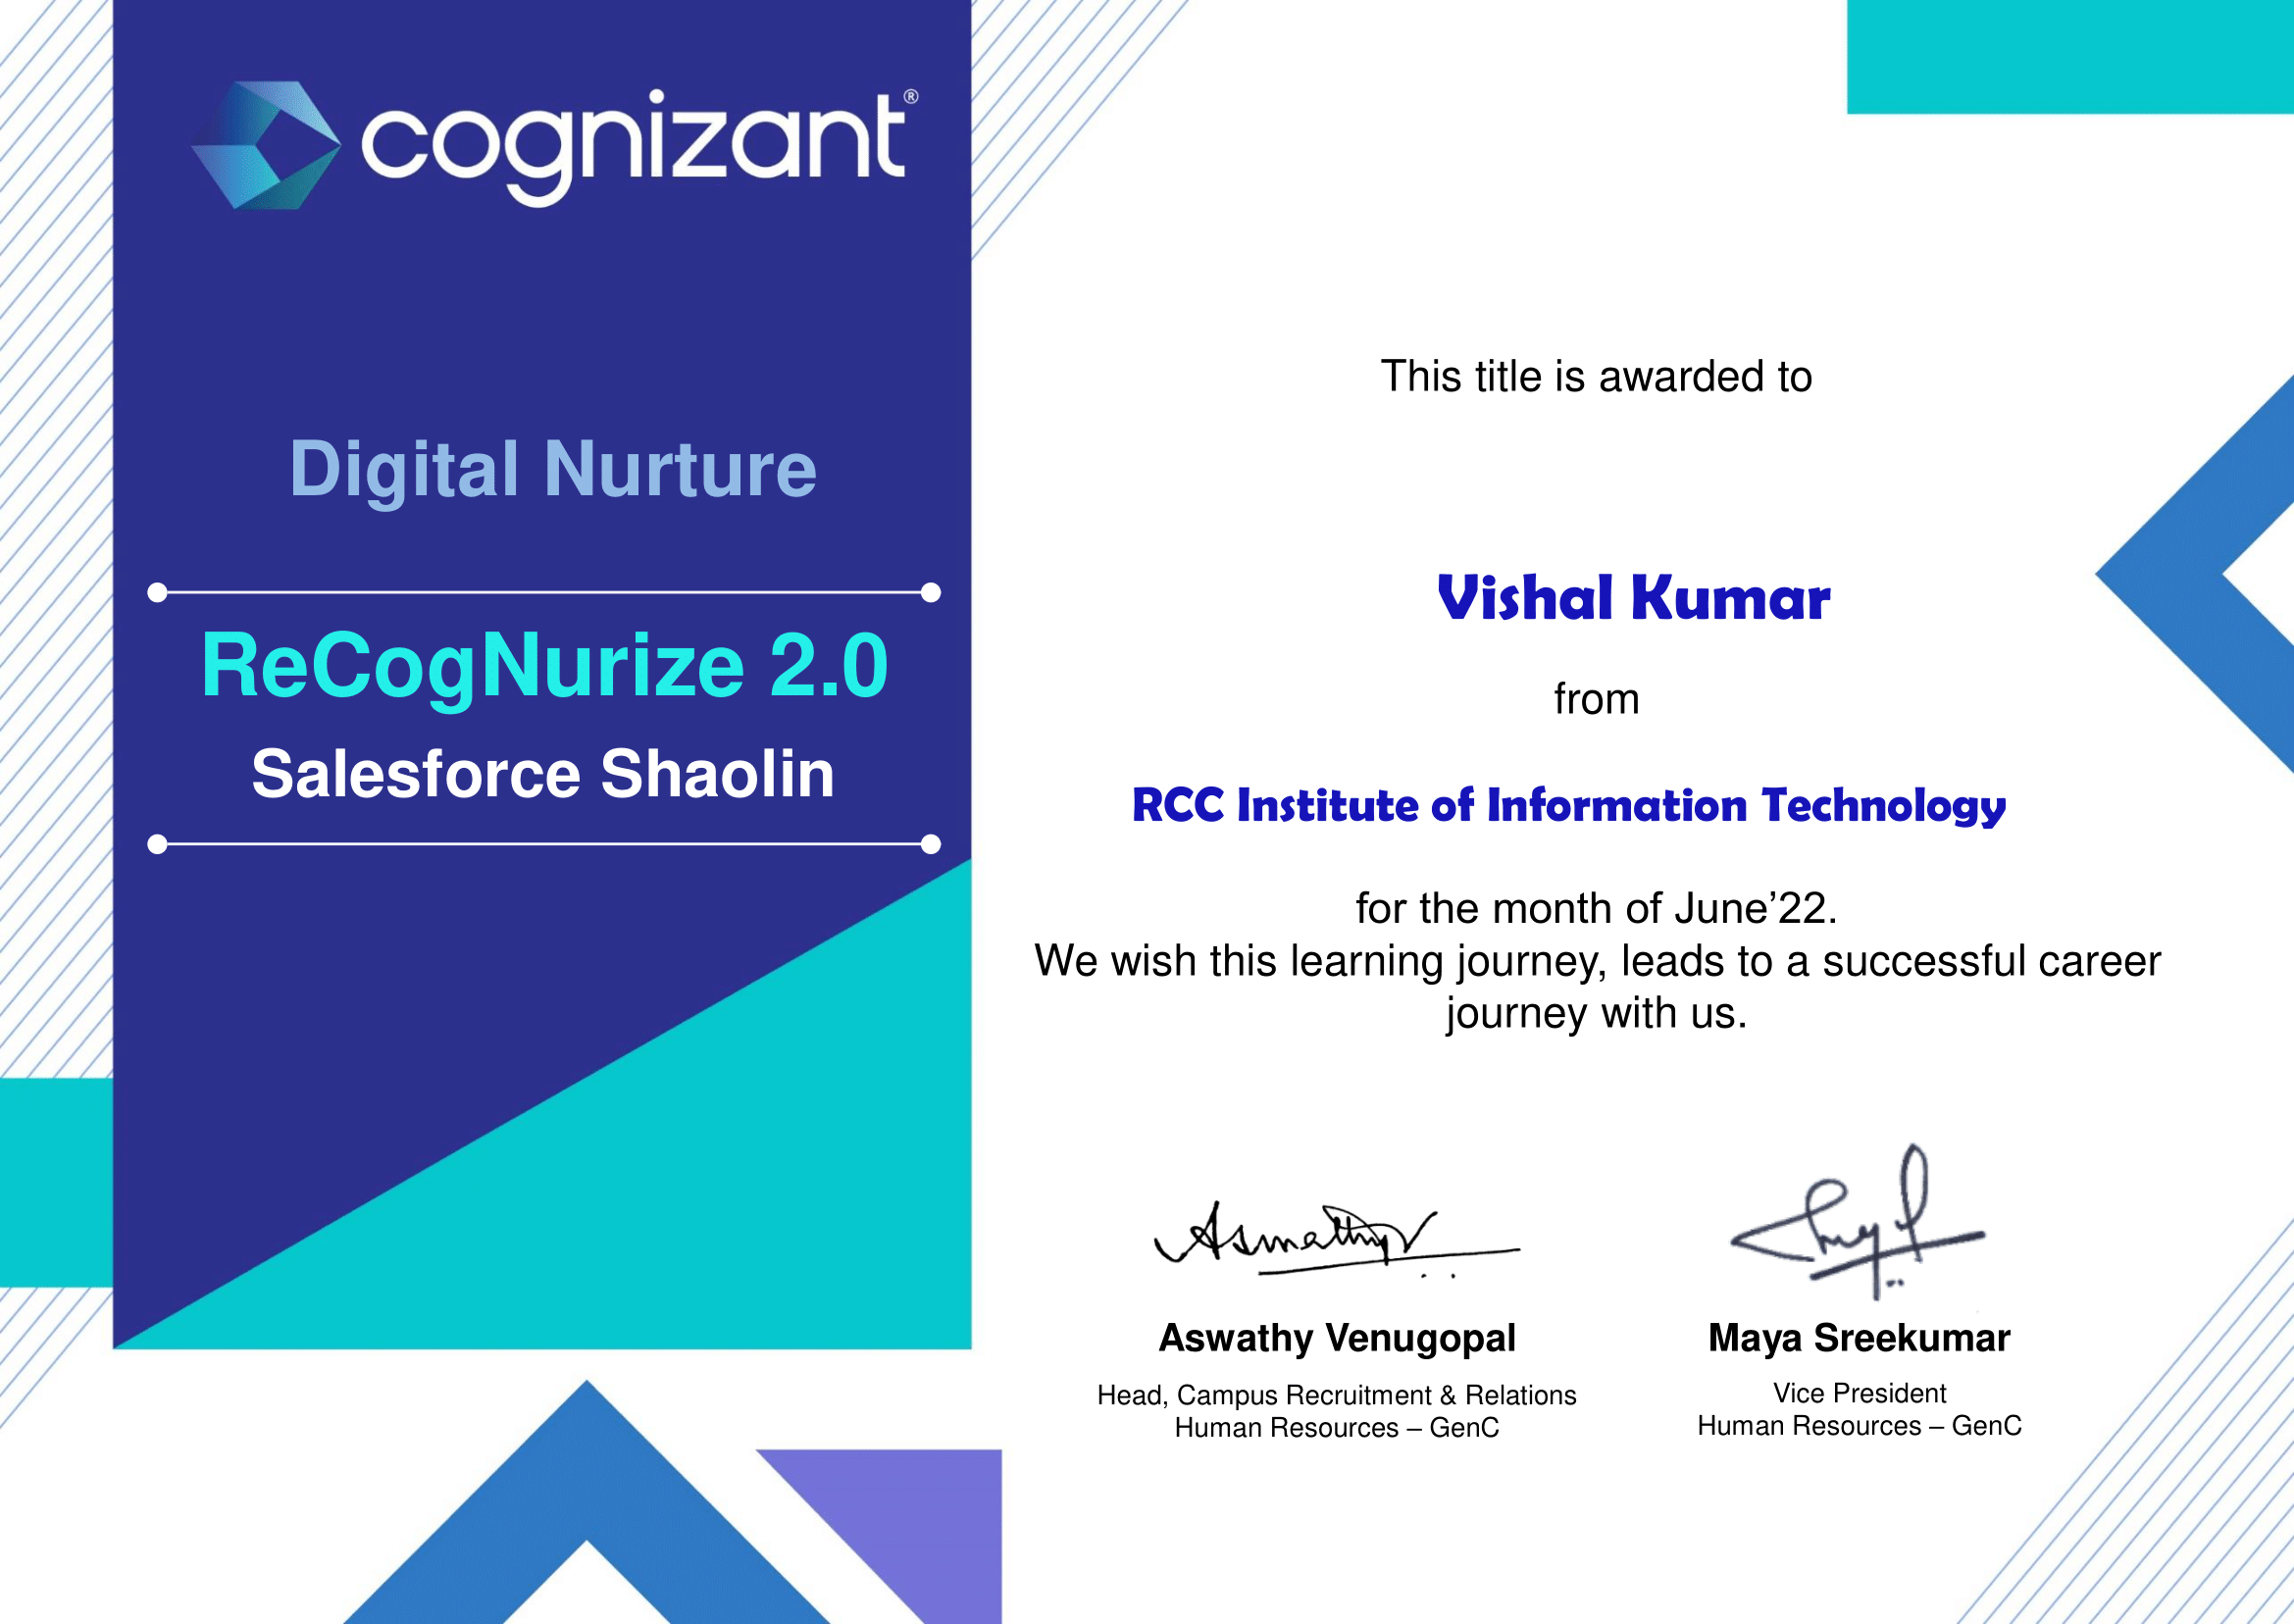 cognizant®
Digital Nurture
ReCogNurize 2.0
Salesforce Shaolin
This title is awarded to
Vishal Kumar
from
RCC Institute of Information Technology
for the month of June’22.
We wish this learning journey, leads to a successful career
journey with us.
Aswathy Venugopal
Head, Campus Recruitment & Relations
Human Resources – GenC
Maya Sreekumar
Vice President
Human Resources – GenC